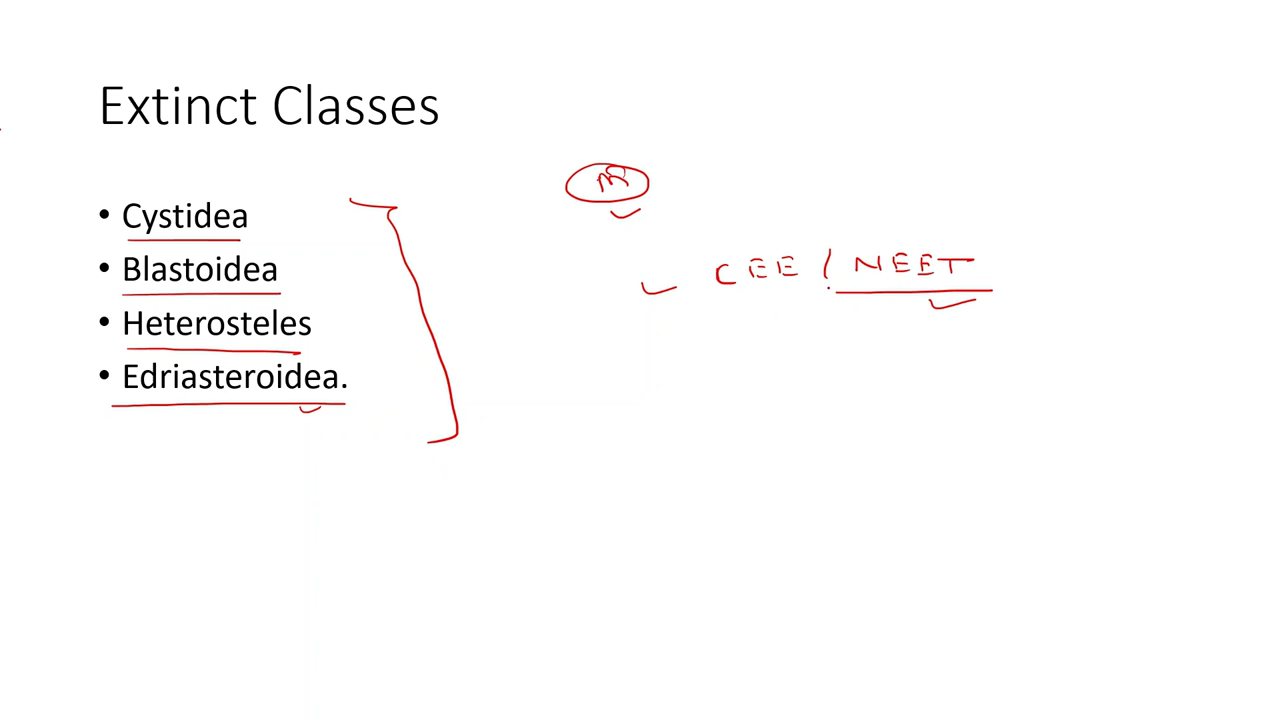 Extinct Classes
• Cystidea
• Blastoidea
• Heterosteles
• Edriasteroidea.
CEE / NEET